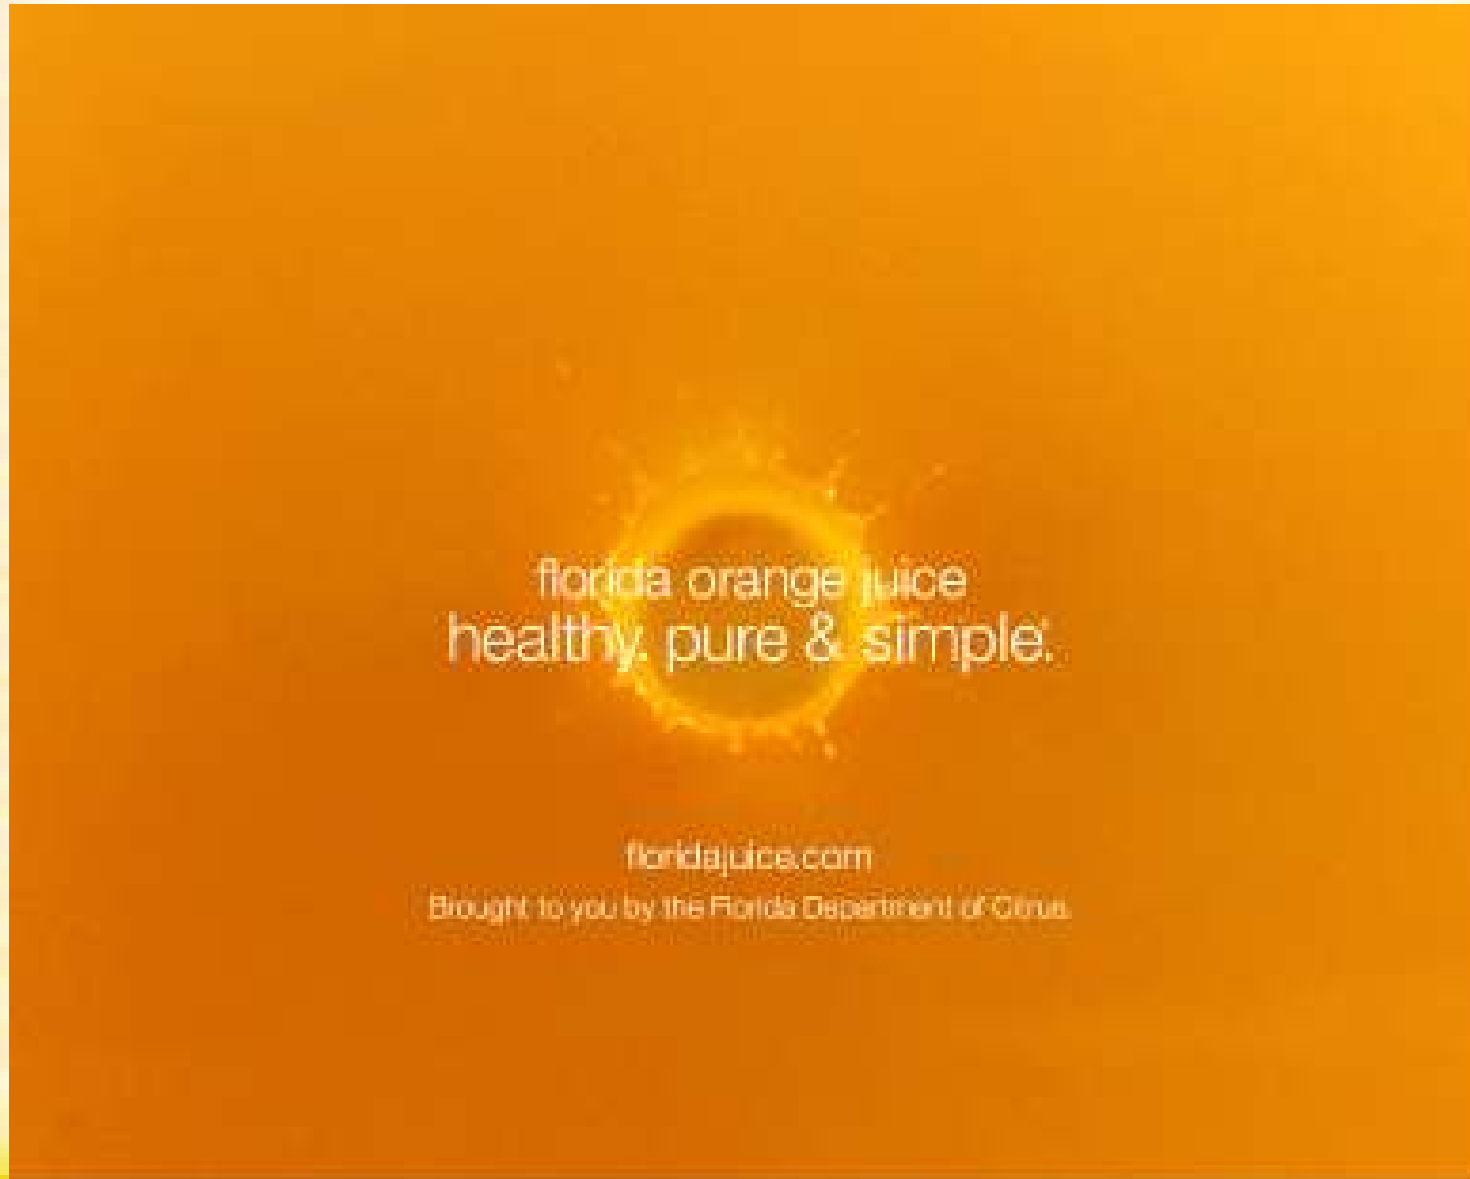 florida orange juice
healthy. pure & simple.
floridajuice.com
Brought to you by the Florida Department of Citrus.